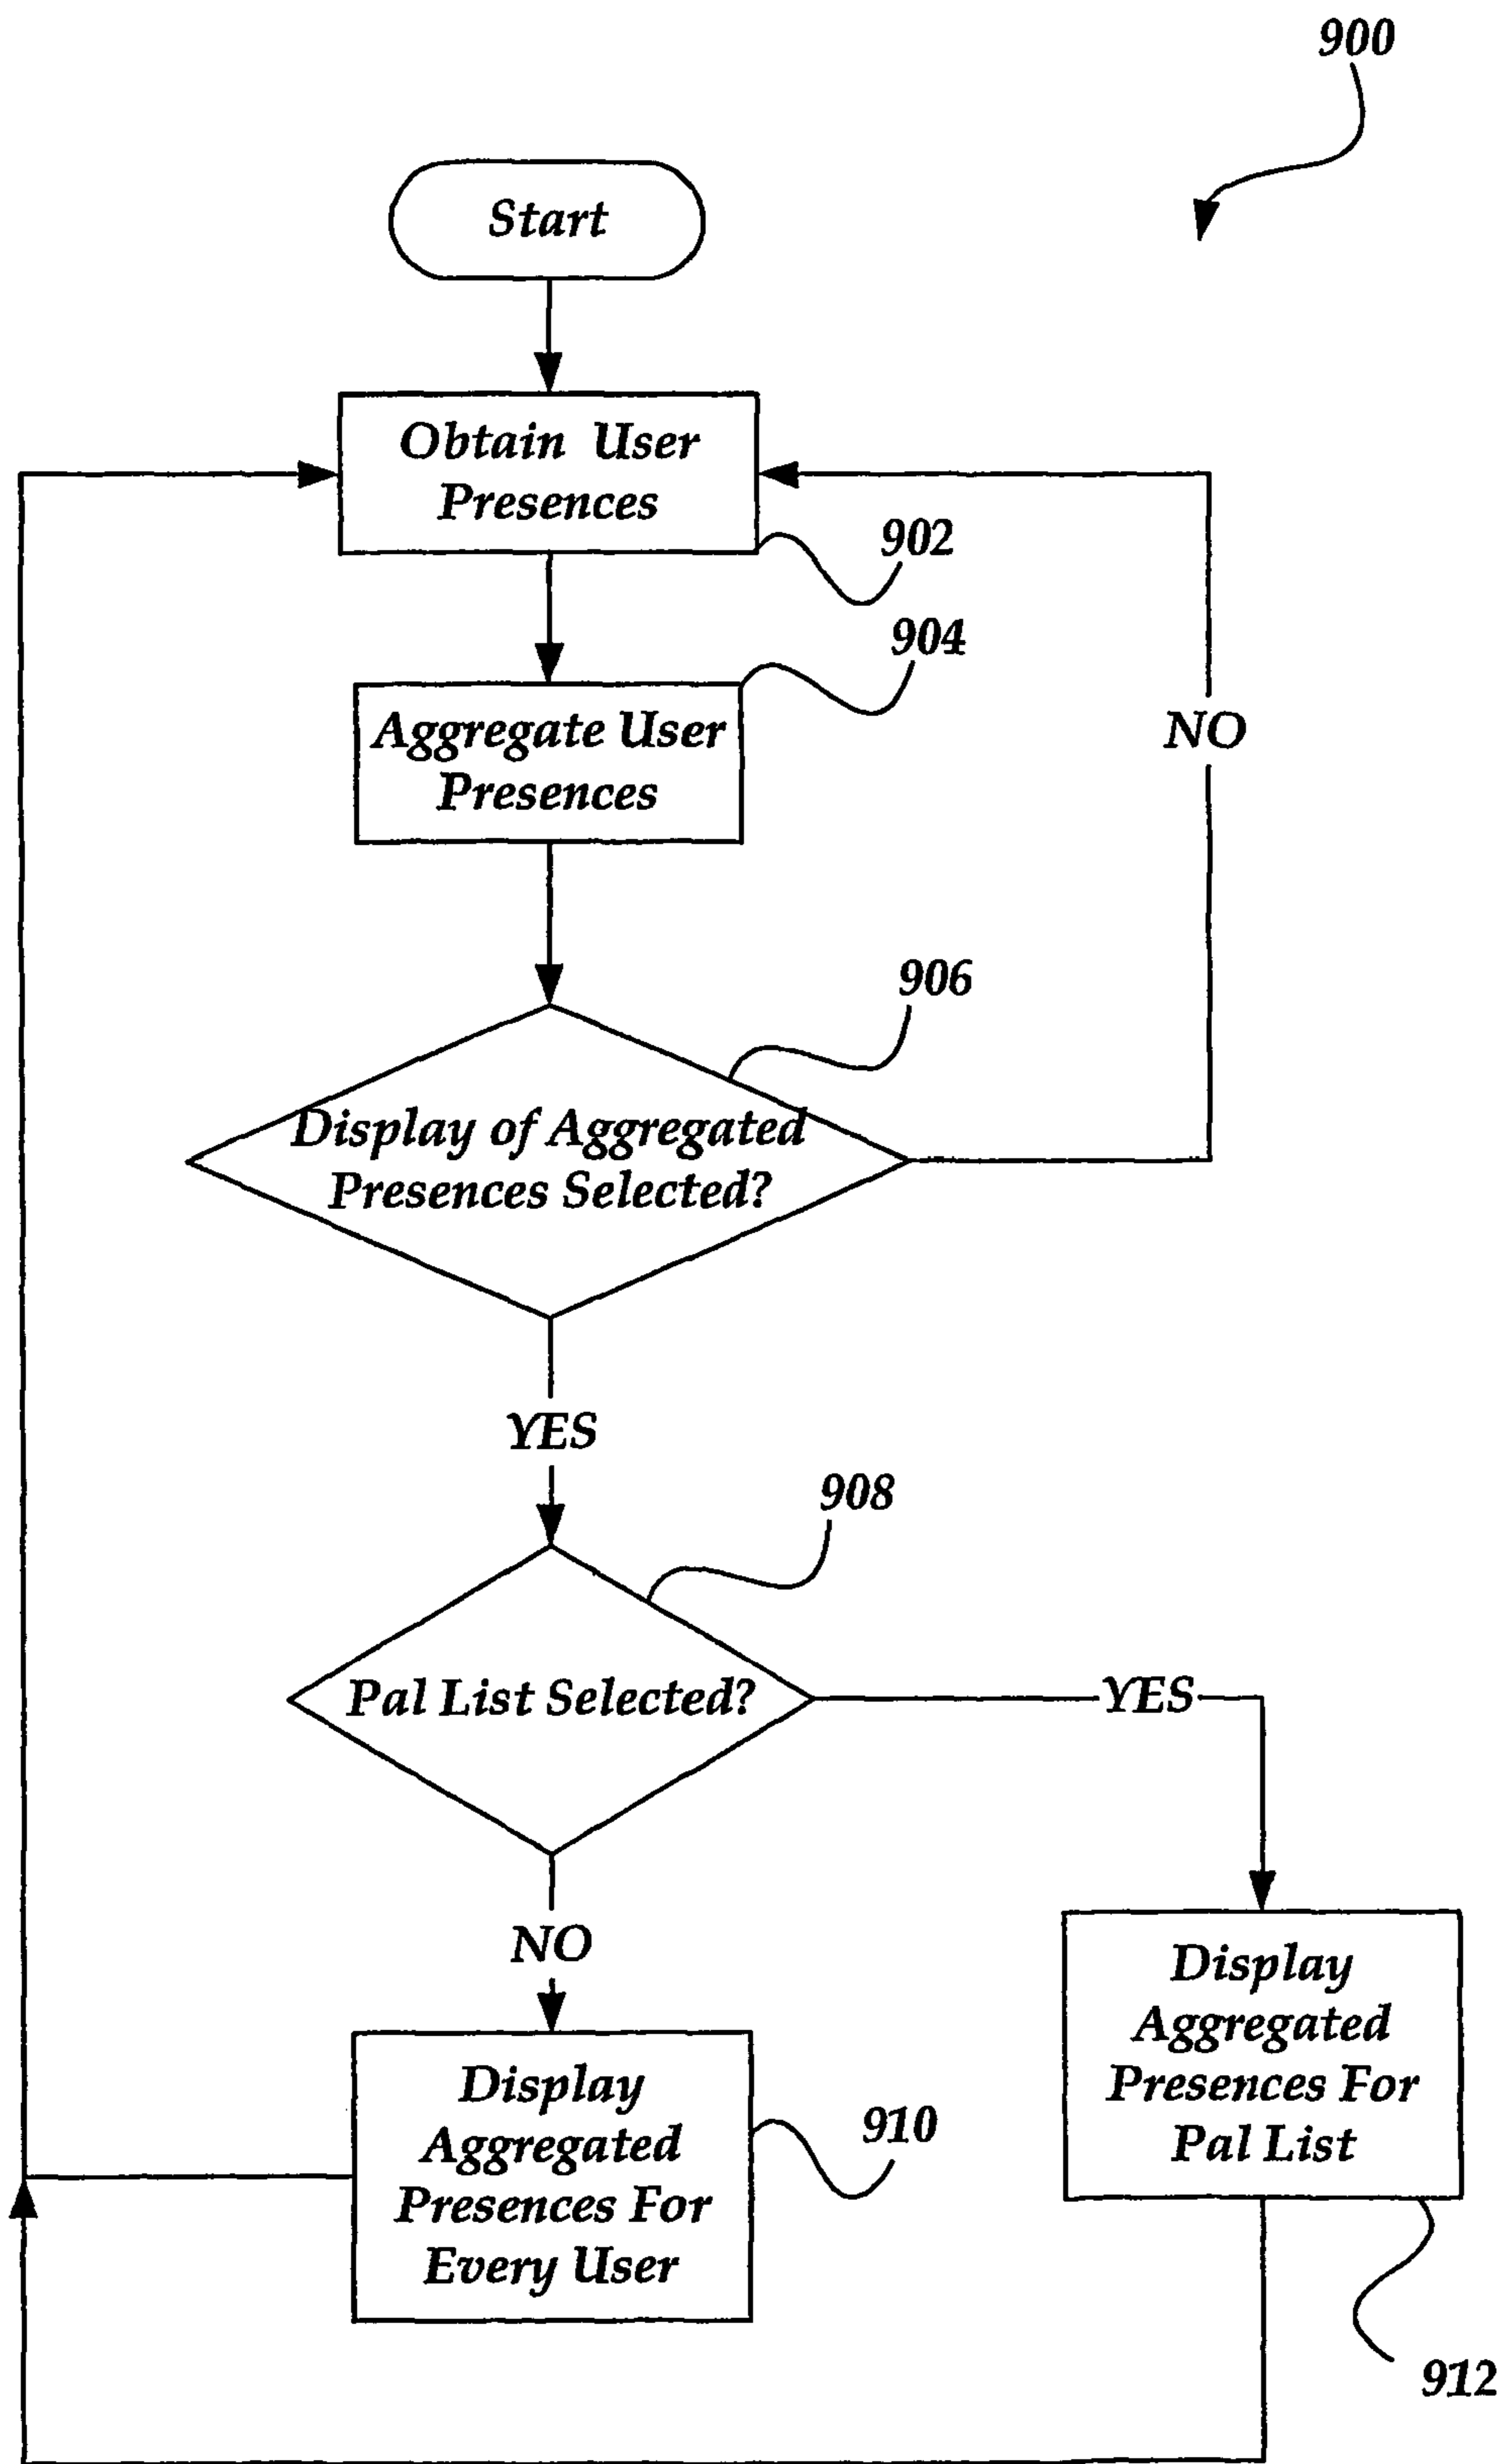 900
Start
Obtain User
Presences
902
904
Aggregate User
Presences
NO
906
Display of Aggregated
Presences Selected?
YES
908
Pal List Selected?
YES
NO
Display
Aggregated
Presences For
Pal List
Display
Aggregated
Presences For
Every User
910
912